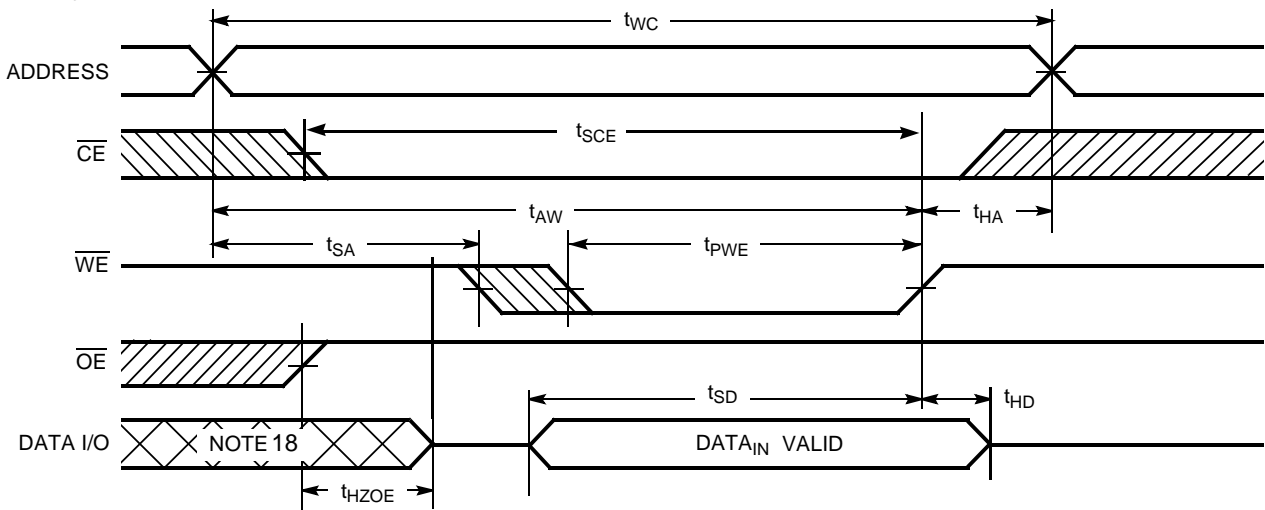 tWC
ADDRESS
CE
tSCE
tAW
tHA
tSA
tPWE
WE
OE
tSD
tHD
DATA I/O
NOTE 18
DATAIN VALID
tHZOE